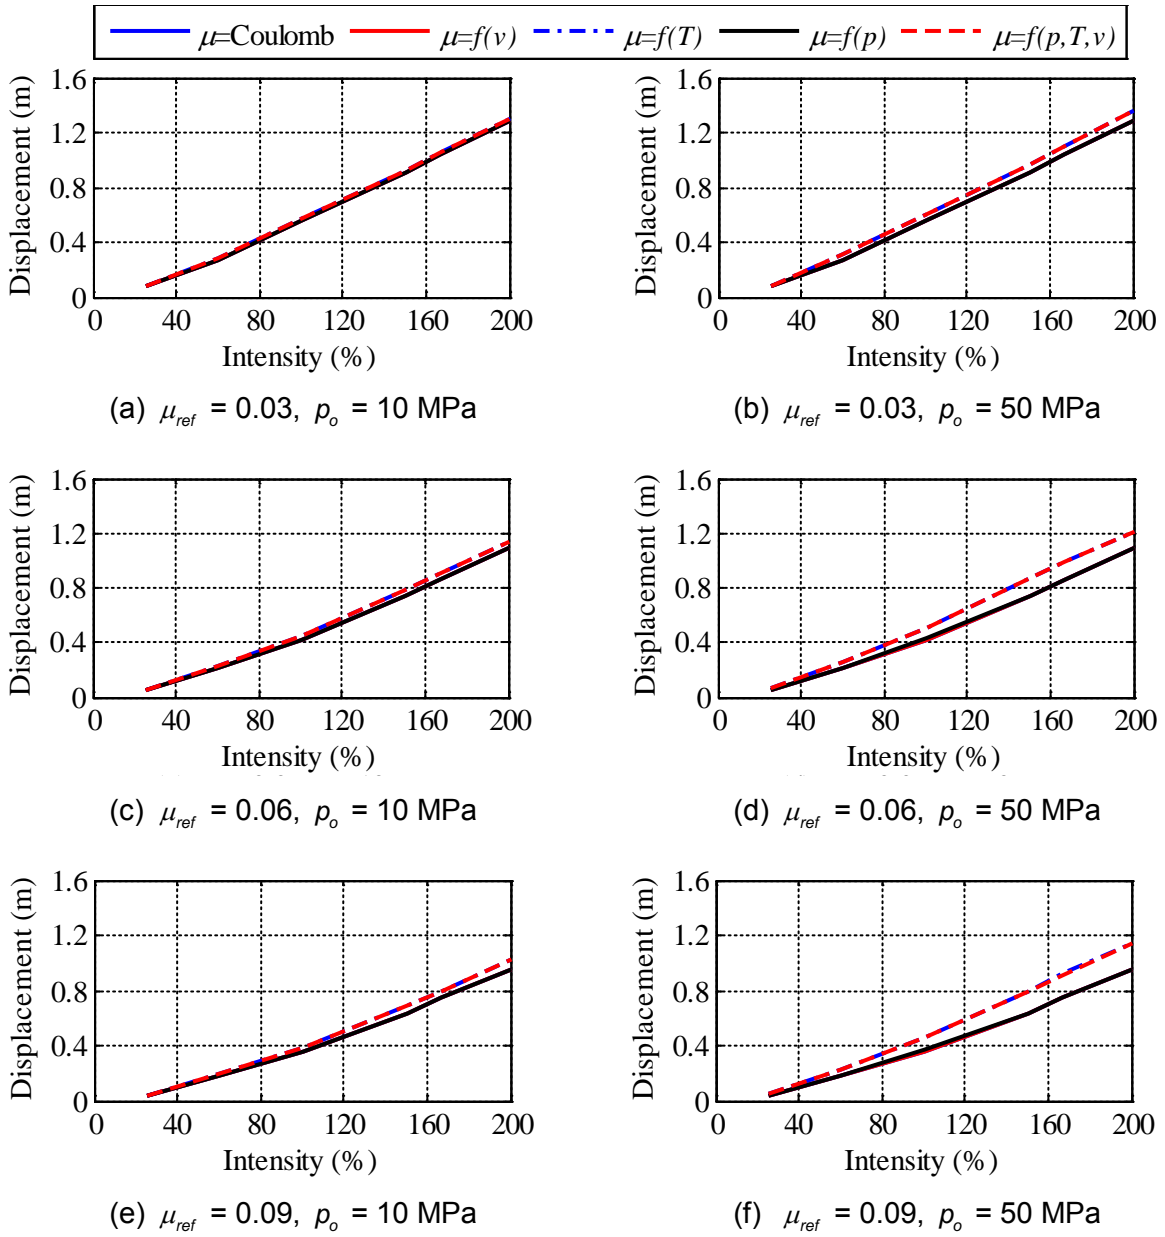 μ=Coulomb μ=f(v) μ=f(T) μ=f(p) μ=f(p,T,v)
Displacement (m)
1.6
1.2
0.8
0.4
0
0 40 80 120 160 200
Intensity (%)
(a) μref = 0.03, po = 10 MPa
Displacement (m)
1.6
1.2
0.8
0.4
0
0 40 80 120 160 200
Intensity (%)
(b) μref = 0.03, po = 50 MPa
Displacement (m)
1.6
1.2
0.8
0.4
0
0 40 80 120 160 200
Intensity (%)
(c) μref = 0.06, po = 10 MPa
Displacement (m)
1.6
1.2
0.8
0.4
0
0 40 80 120 160 200
Intensity (%)
(d) μref = 0.06, po = 50 MPa
Displacement (m)
1.6
1.2
0.8
0.4
0
0 40 80 120 160 200
Intensity (%)
(e) μref = 0.09, po = 10 MPa
Displacement (m)
1.6
1.2
0.8
0.4
0
0 40 80 120 160 200
Intensity (%)
(f) μref = 0.09, po = 50 MPa